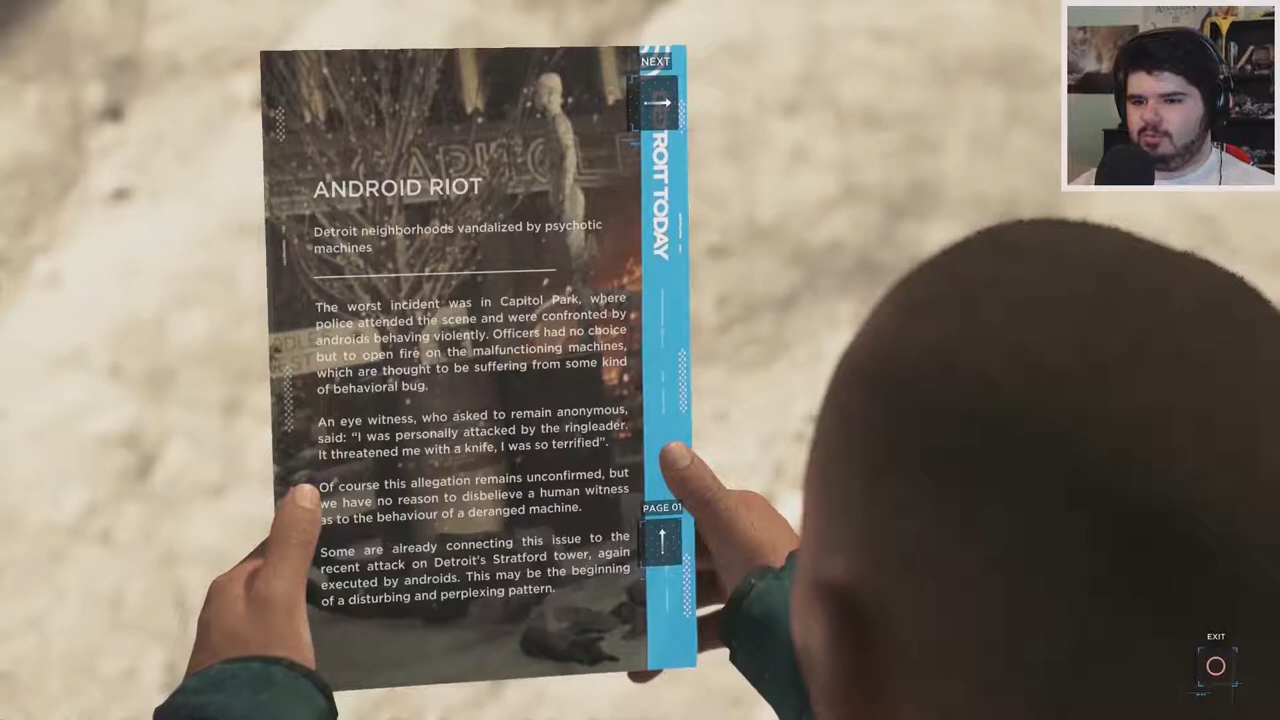 NEXT
DETROIT TODAY
CAPITOL
ANDROID RIOT
Detroit neighborhoods vandalized by psychotic
machines
The worst incident was in Capitol Park, where
police attended the scene and were confronted by
androids behaving violently. Officers had no choice
but to open fire on the malfunctioning machines,
which are thought to be suffering from some kind
of behavioral bug.
An eye witness, who asked to remain anonymous,
said: “I was personally attacked by the ringleader.
It threatened me with a knife, I was so terrified”.
Of course this allegation remains unconfirmed, but
we have no reason to disbelieve a human witness
as to the behaviour of a deranged machine.
PAGE 01
Some are already connecting this issue to the
recent attack on Detroit's Stratford tower, again
executed by androids. This may be the beginning
of a disturbing and perplexing pattern.
EXIT